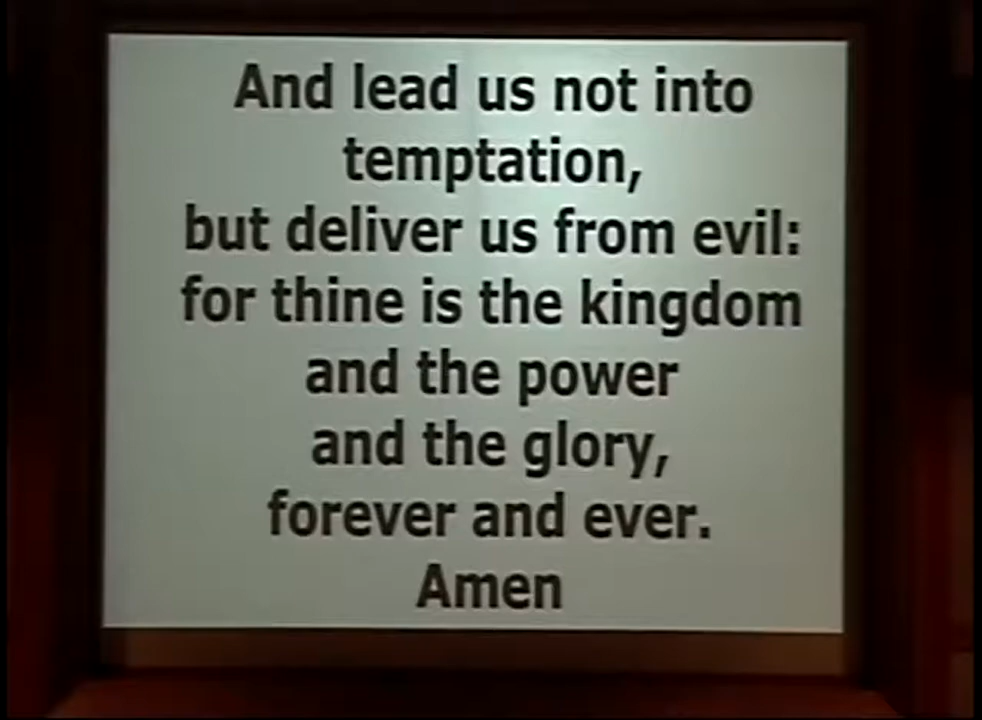 And lead us not into
temptation,
but deliver us from evil:
for thine is the kingdom
and the power
and the glory,
forever and ever.
Amen